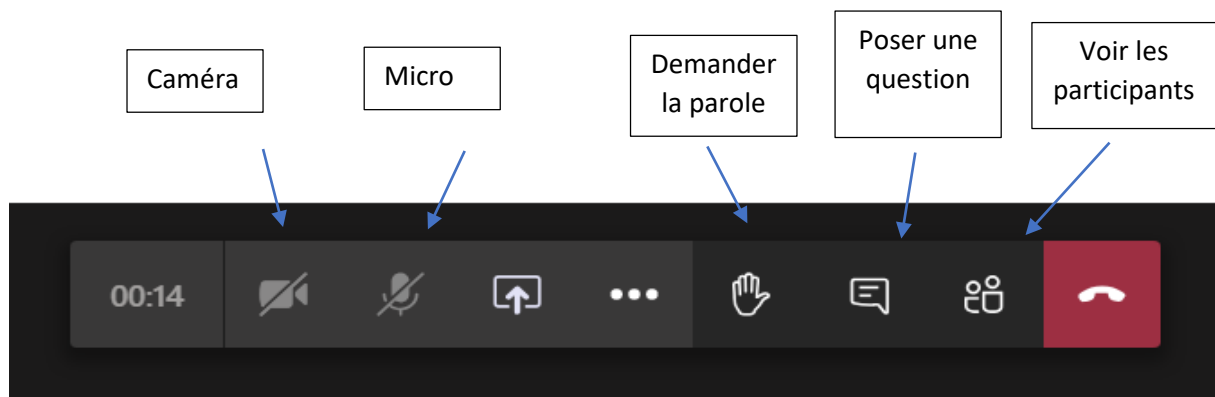 Caméra
Micro
Demander
la parole
Poser une
question
Voir les
participants
00:14